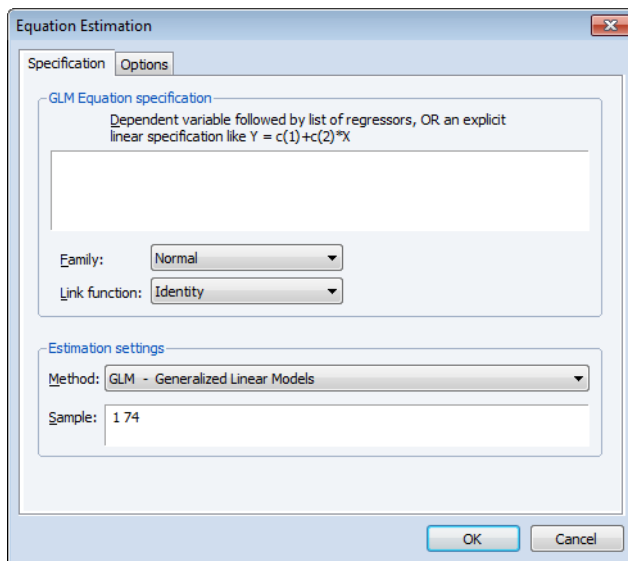 Equation Estimation
Specification
Options
GLM Equation specification
Dependent variable followed by list of regressors, OR an explicit
linear specification like Y = c(1)+c(2)*X
Family:
Normal
Link function:
Identity
Estimation settings
Method:
GLM - Generalized Linear Models
Sample:
1 74
OK
Cancel